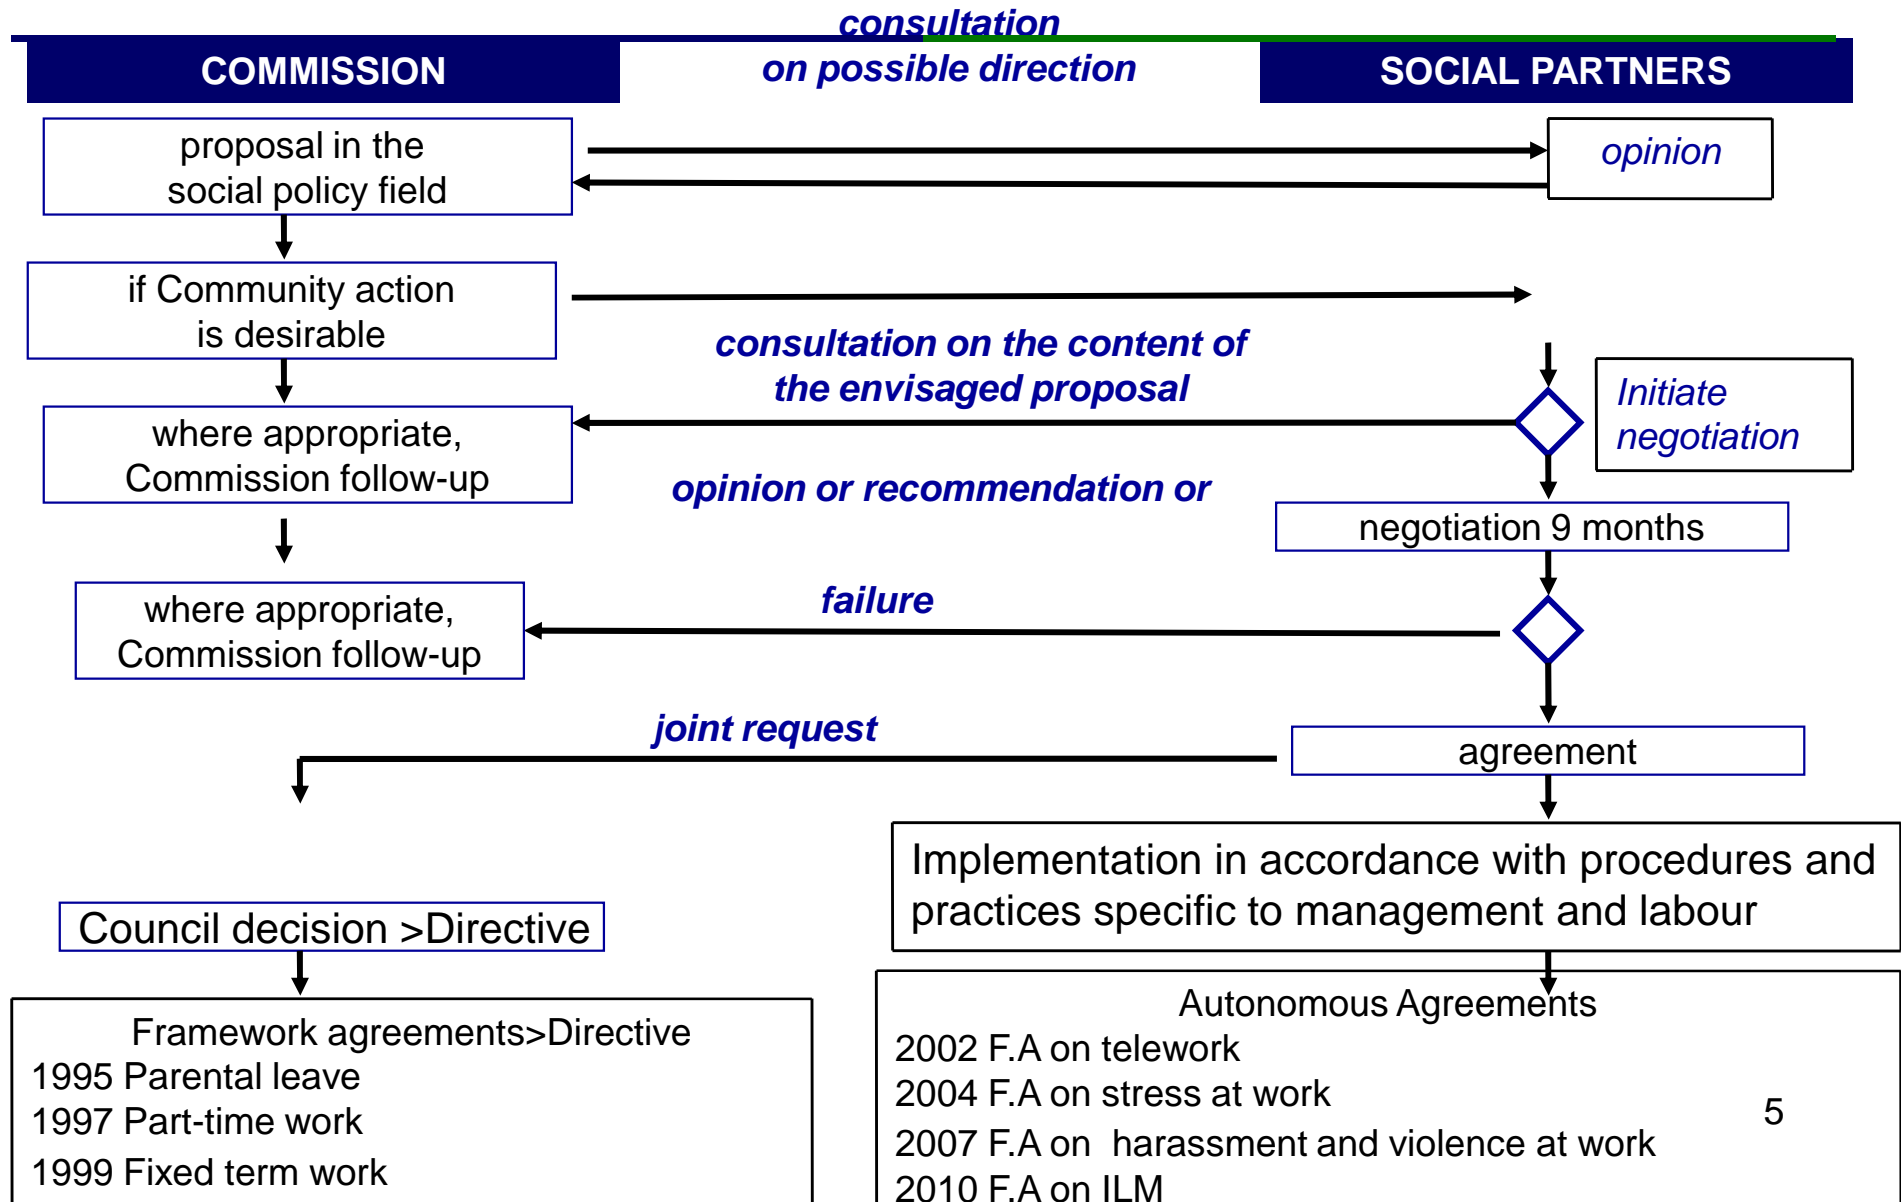 consultation
on possible direction
COMMISSION
SOCIAL PARTNERS
proposal in the
social policy field
opinion
if Community action
is desirable
consultation on the content of
the envisaged proposal
Initiate
negotiation
where appropriate,
Commission follow-up
opinion or recommendation or
negotiation 9 months
where appropriate,
Commission follow-up
failure
joint request
agreement
Implementation in accordance with procedures and
practices specific to management and labour
Council decision >Directive
Framework agreements>Directive
1995 Parental leave
1997 Part-time work
1999 Fixed term work
Autonomous Agreements
2002 F.A on telework
2004 F.A on stress at work
2007 F.A on  harassment and violence at work
2010 F.A on ILM
5